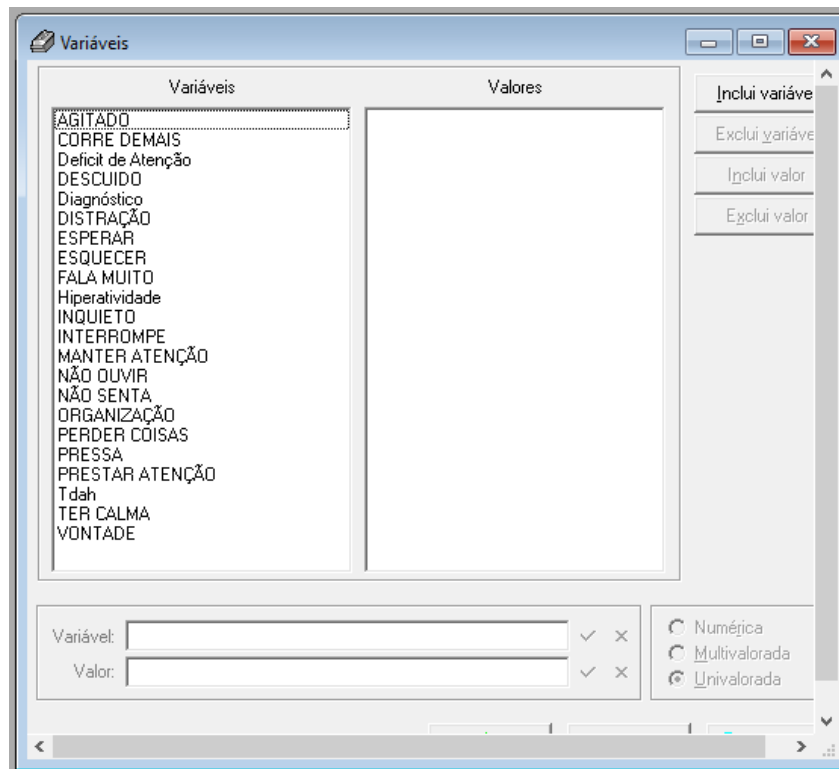 Variáveis
Variáveis
Valores
AGITADO
CORRE DEMAIS
Deficit de Atenção
DESCUIDO
Diagnóstico
DISTRAÇÃO
ESPERAR
ESQUECER
FALA MUITO
Hiperatividade
INQUIETO
INTERROMPE
MANTER ATENÇÃO
NÃO OUVIR
NÃO SENTA
ORGANIZAÇÃO
PERDER COISAS
PRESSA
PRESTAR ATENÇÃO
Tdah
TER CALMA
VONTADE
Inclui variáve
Exclui variáve
Inclui valor
Exclui valor
Variável:
Valor:
Numérica
Multivalorada
Univalorada